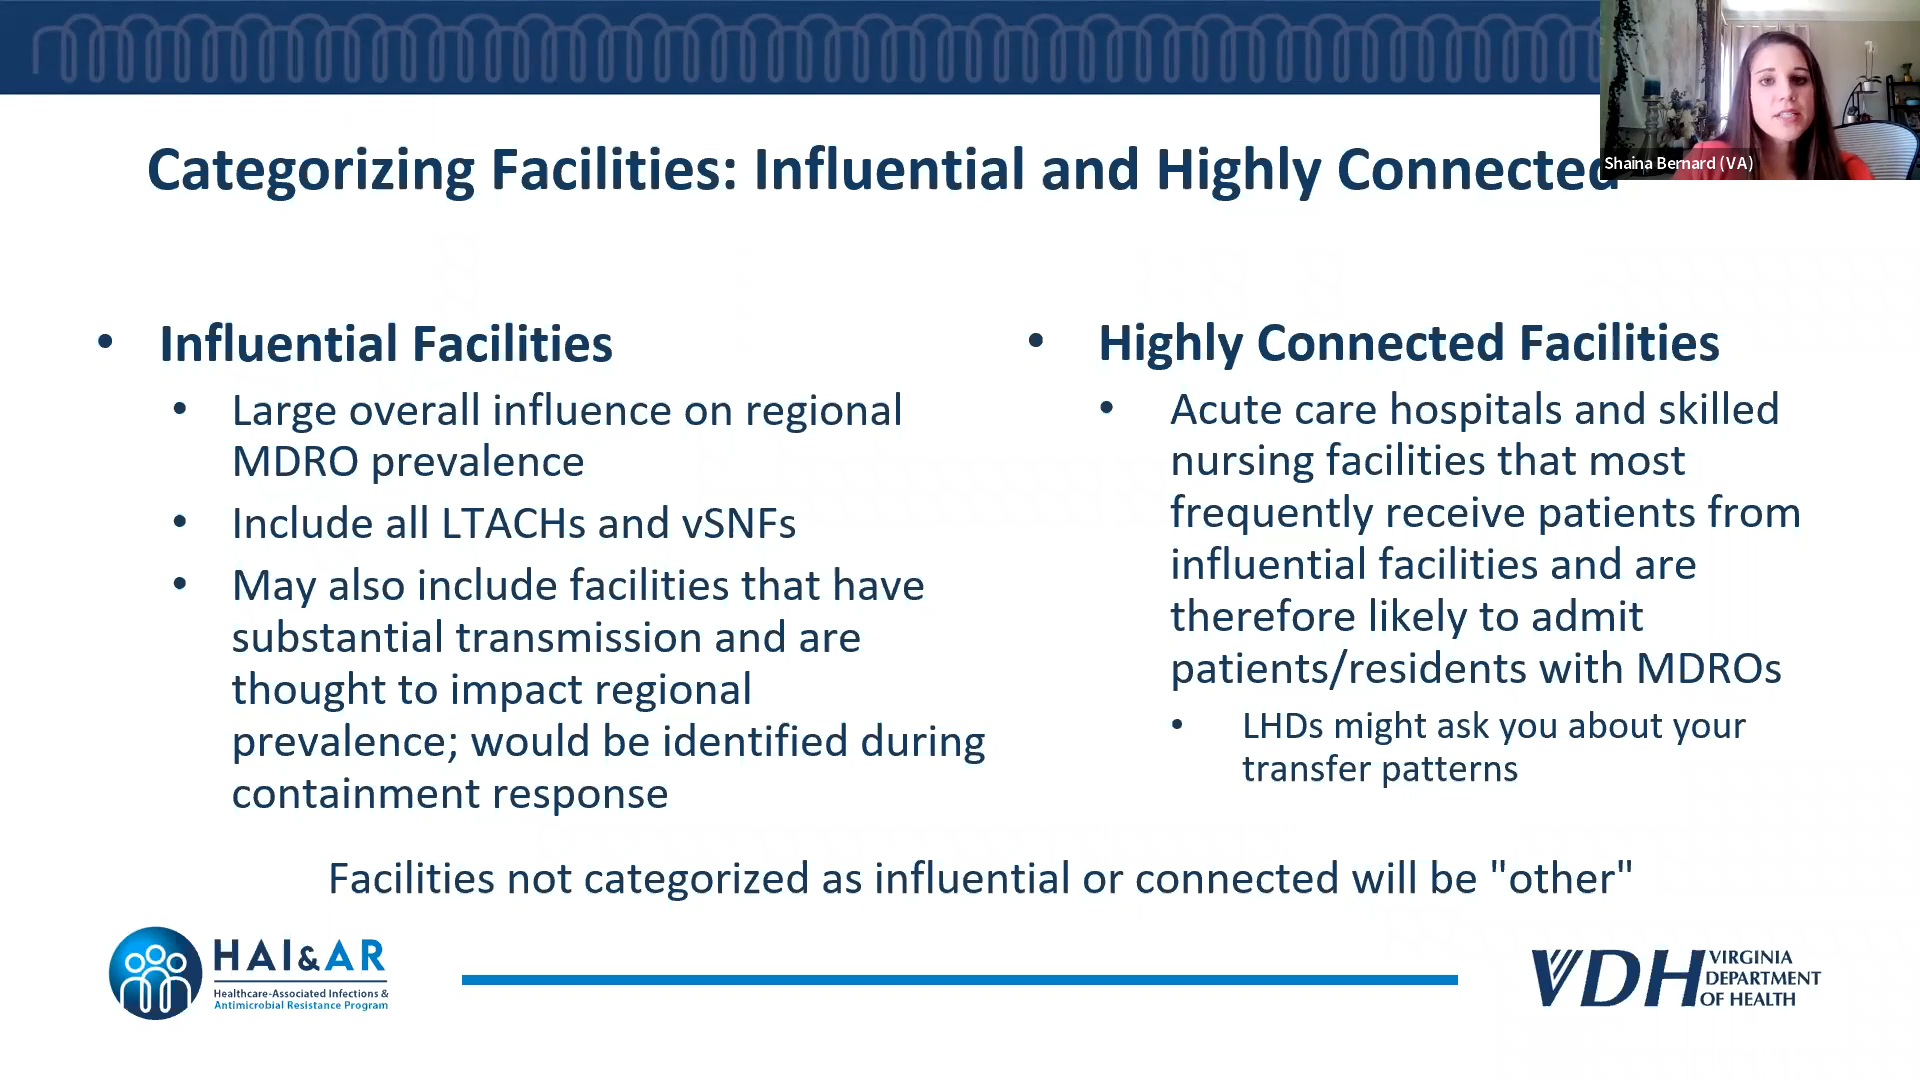 Categorizing Facilities: Influential and Highly Connected
Shaina Bernard (VA)
• Influential Facilities
• Large overall influence on regional
MDRO prevalence
• Include all LTACHs and vSNFs
• May also include facilities that have
substantial transmission and are
thought to impact regional
prevalence; would be identified during
containment response
• Highly Connected Facilities
• Acute care hospitals and skilled
nursing facilities that most
frequently receive patients from
influential facilities and are
therefore likely to admit
patients/residents with MDROs
• LHDs might ask you about your
transfer patterns
Facilities not categorized as influential or connected will be "other"
HAI&AR
Healthcare-Associated Infections &
Antimicrobial Resistance Program
VDH VIRGINIA
DEPARTMENT
OF HEALTH